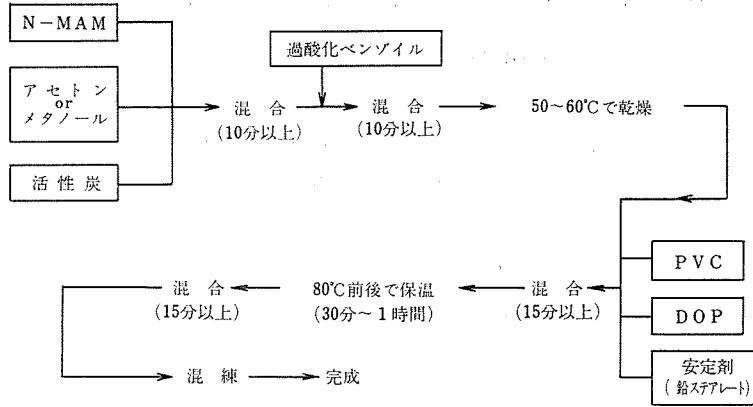 N－MAM
過酸化ベンゾイル
アセトン
or
メタノール
混合
(10分以上)
混合
(10分以上)
50～60℃で乾燥
活性炭
PVC
混合
(15分以上)
80℃前後で保温
(30分～1時間)
混合
(15分以上)
DOP
安定剤
(鉛ステアレート)
混練
完成